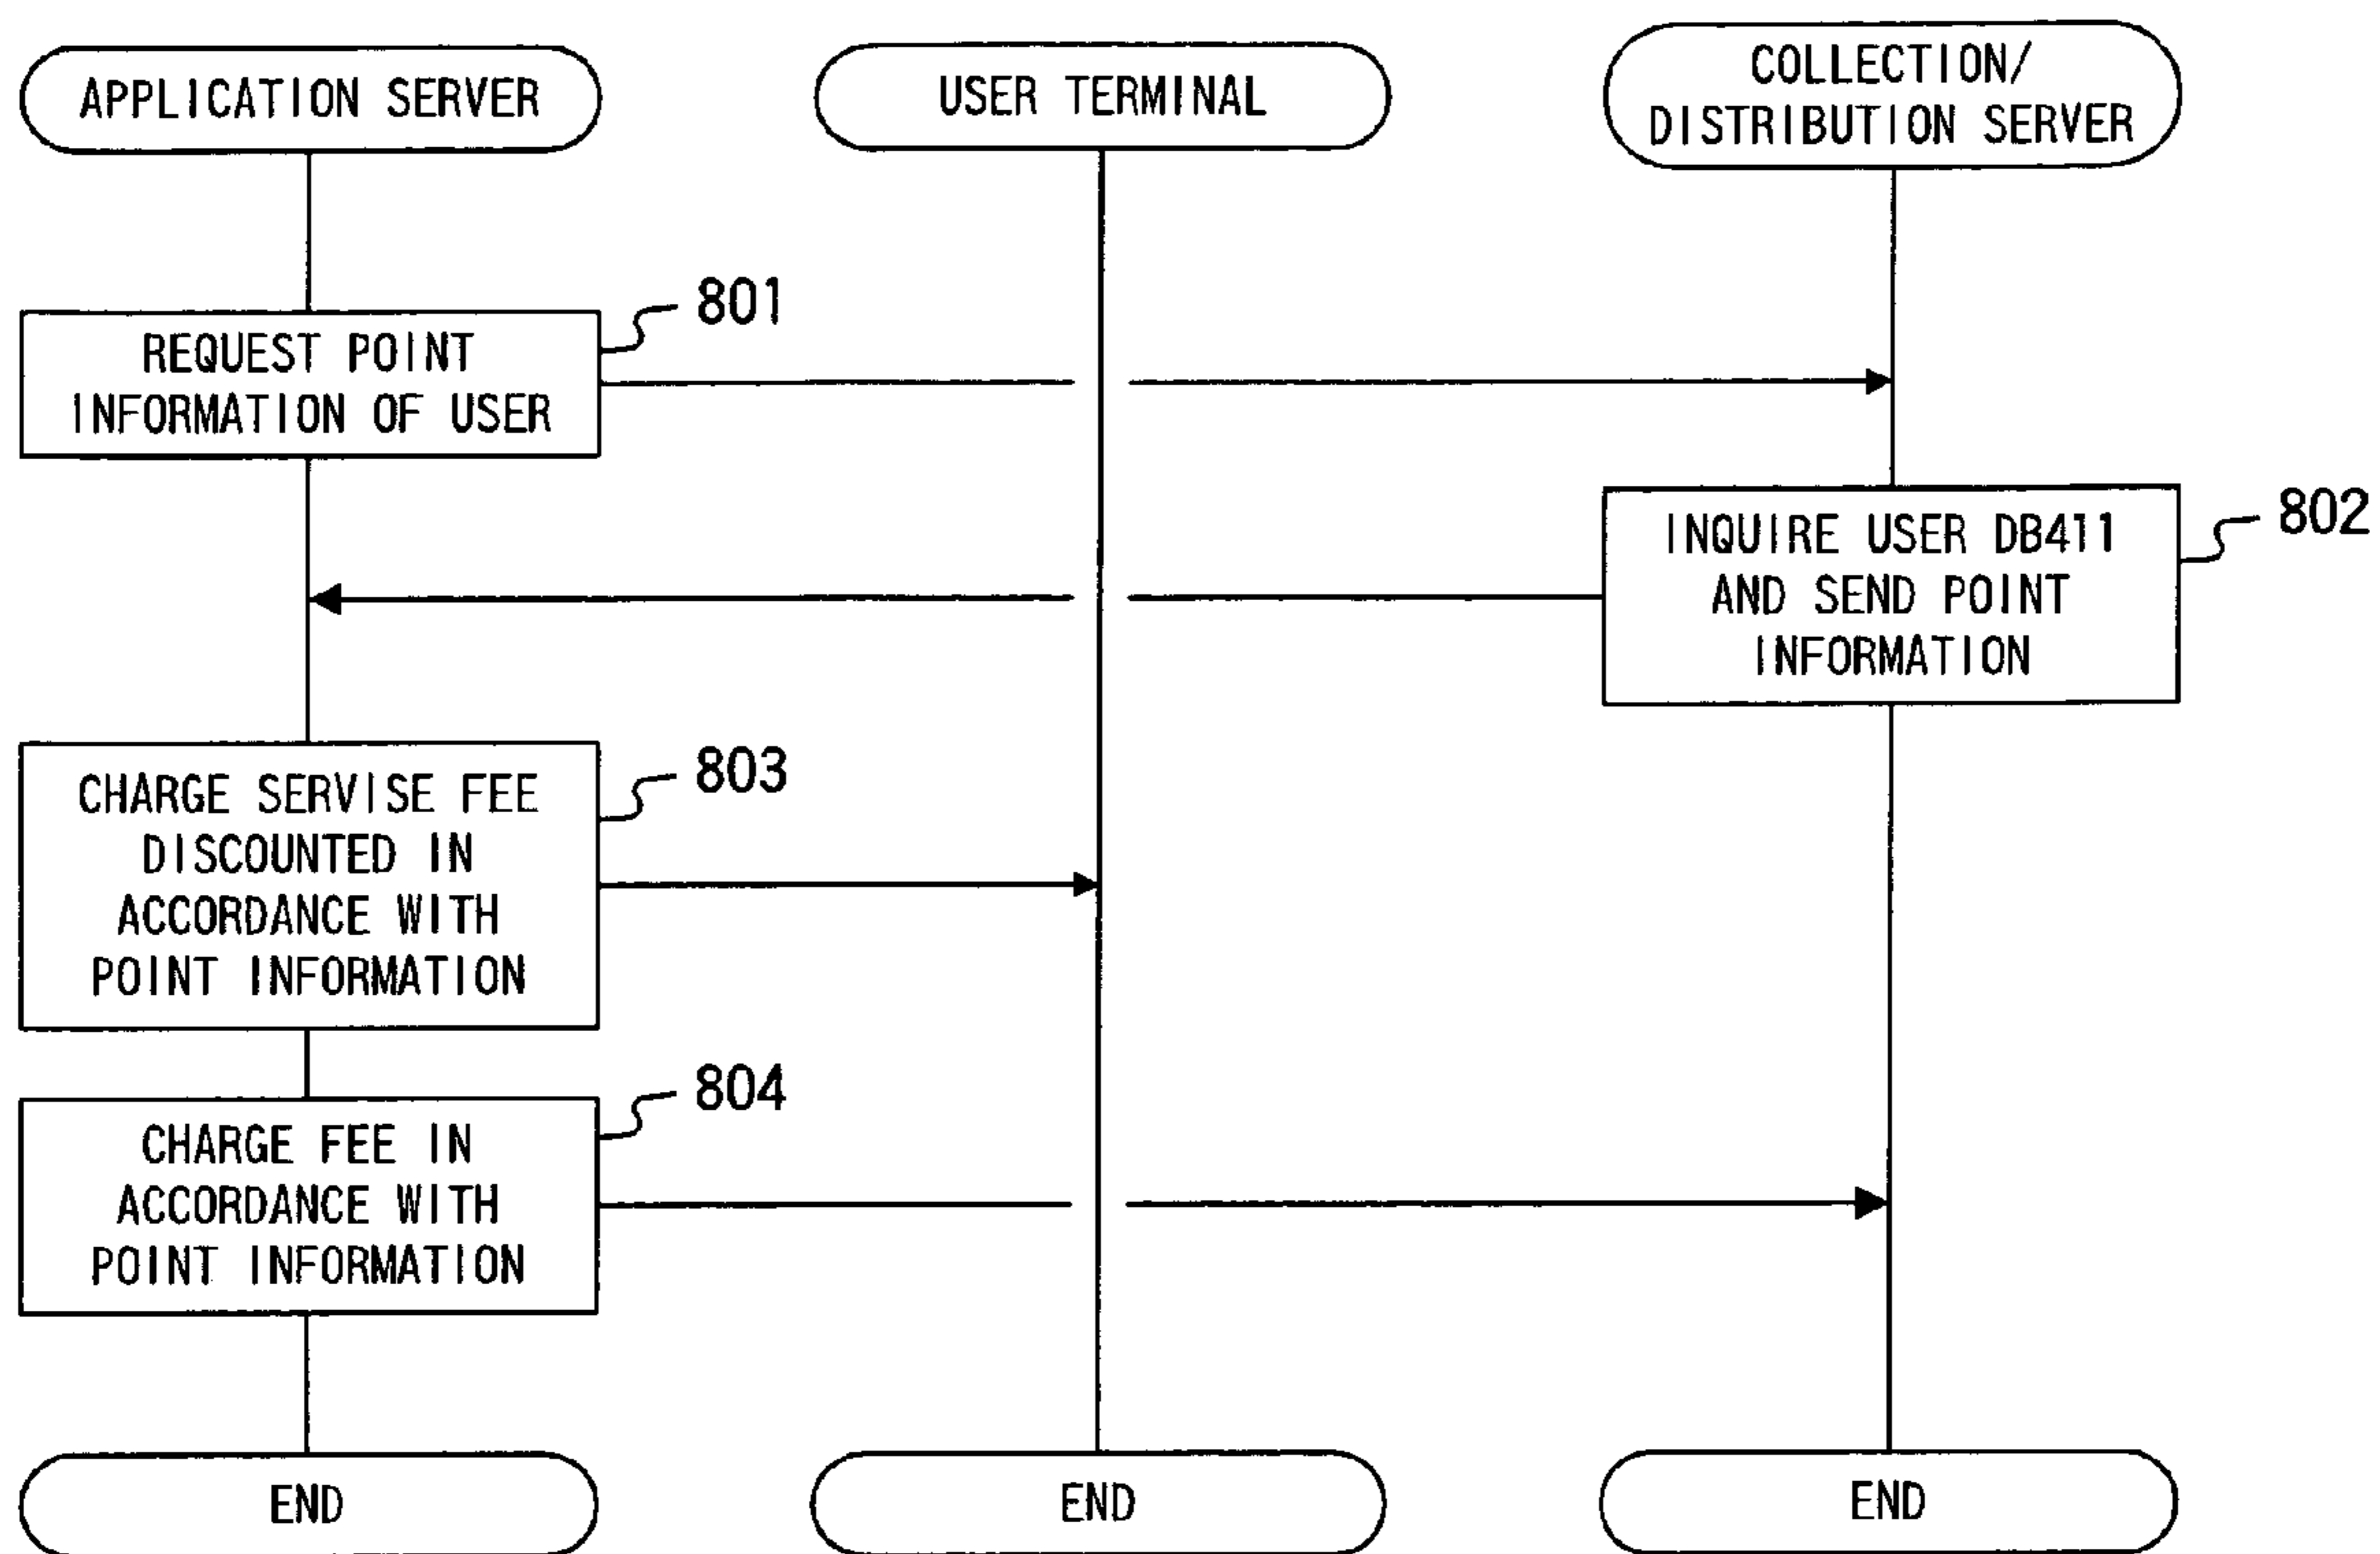 APPLICATION SERVER
USER TERMINAL
COLLECTION/
DISTRIBUTION SERVER
801
REQUEST POINT
INFORMATION OF USER
802
INQUIRE USER DB411
AND SEND POINT
INFORMATION
803
CHARGE SERVISE FEE
DISCOUNTED IN
ACCORDANCE WITH
POINT INFORMATION
804
CHARGE FEE IN
ACCORDANCE WITH
POINT INFORMATION
END
END
END